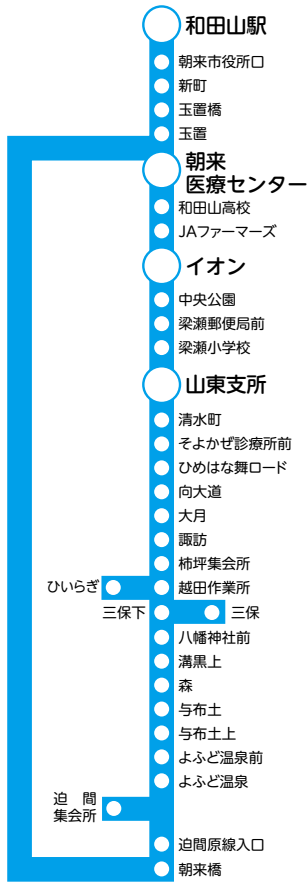 和田山駅
朝来市役所口
新町
玉置橋
玉置
朝来
医療センター
和田山高校
JAファーマーズ
イオン
中央公園
梁瀬郵便局前
梁瀬小学校
山東支所
清水町
そよかぜ診療所前
ひめはな舞ロード
向大道
大月
諏訪
柿坪集会所
ひいらぎ
越田作業所
三保下
三保
八幡神社前
溝黒上
森
与布土
与布土上
よふど温泉前
よふど温泉
迫間
集会所
迫間原線入口
朝来橋